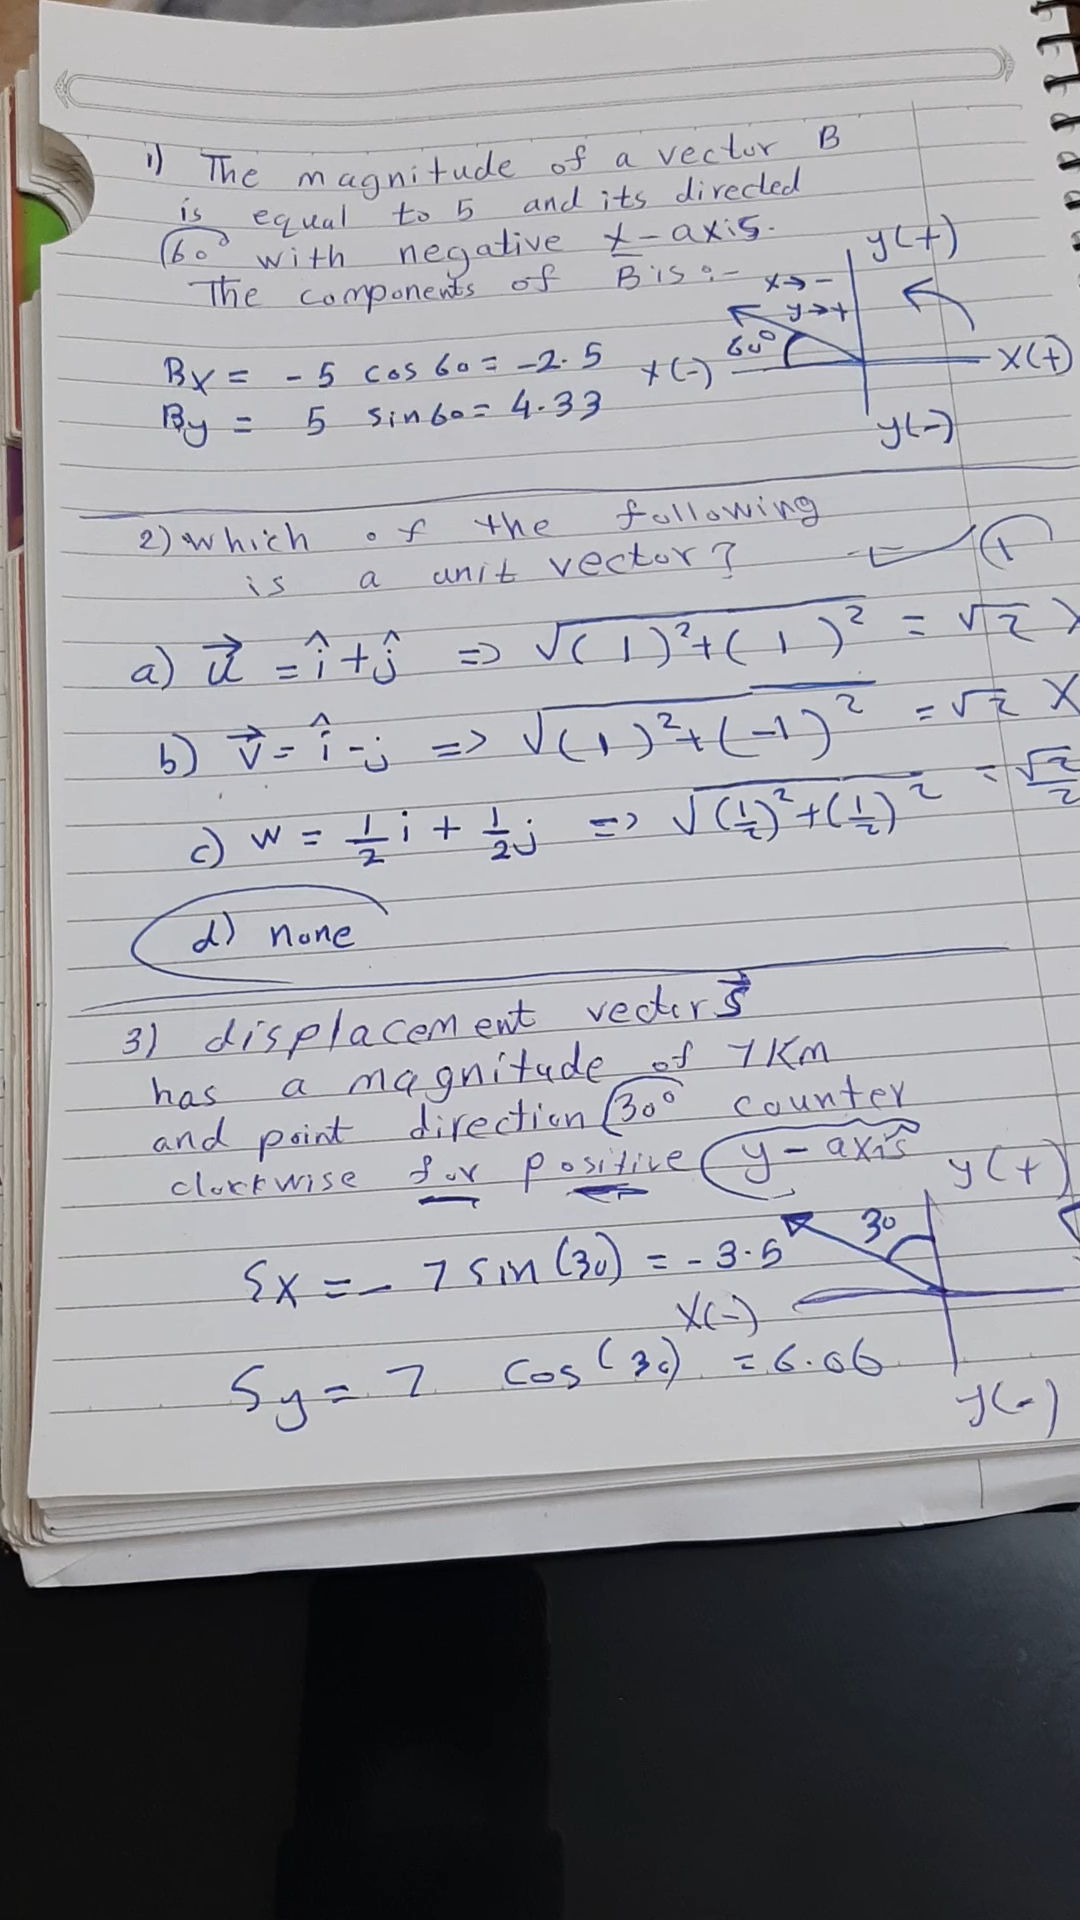 1) The magnitude of a vector B
is equal to 5 and its directed
60° with negative x-axis.
The components of B is:-
x→-
y→+
y(+)
60°
x(-)
x(+)
y(-)
Bx = - 5 cos 60 = -2.5
By = 5 sin 60 = 4.33
2) which of the following
is a unit vector?
1
a) u⃗ = î + ĵ => √(1)²+(1)² = √2 X
b) v⃗ = î - j => √(1)²+(-1)² = √2 X
c) w = 1/2 i + 1/2 j => √(1/2)²+(1/2)² = √2/2
d) none
3) displacement vector S⃗
has a magnitude of 7 Km
and point direction 30° counter
clockwise for positive y-axis
y(+)
30
Sx = - 7 sin (30) = -3.5
x(-)
Sy = 7 cos (30) = 6.06
y(-)